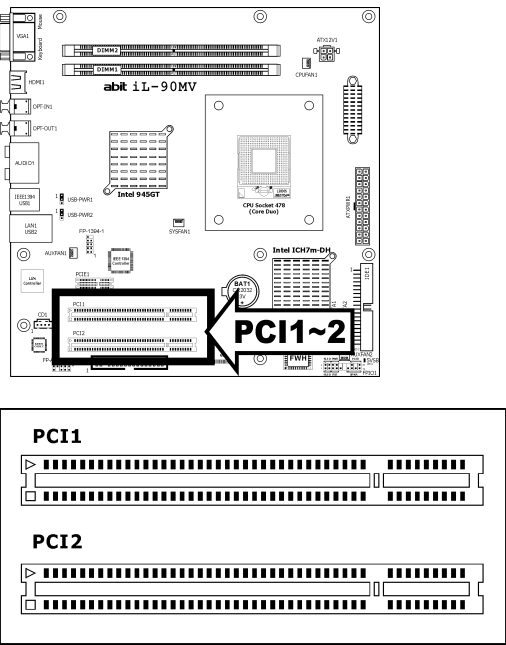 Mouse
VGA1
Keyboard
DIMM2
DIMM1
ATX12V1
CPUFAN1
HDMI1
abit iL-90MV
OPT-IN1
OPT-OUT1
AUDIO1
Intel 945GT
CPU Socket 478
(Core Duo)
IEEE1394
USB1
USB-PWR1
USB-PWR2
ATXPWR1
LAN1
USB2
FP-1394-1
SYSFAN1
AUXFAN1
IEEE 1394
Controller
Intel ICH7m-DH
LAN
Controller
PCIE1
BAT1
IDE1
PCI1
CD1
PCI2
PCI1~2
FWH
AUXFAN2
PCI1
PCI2